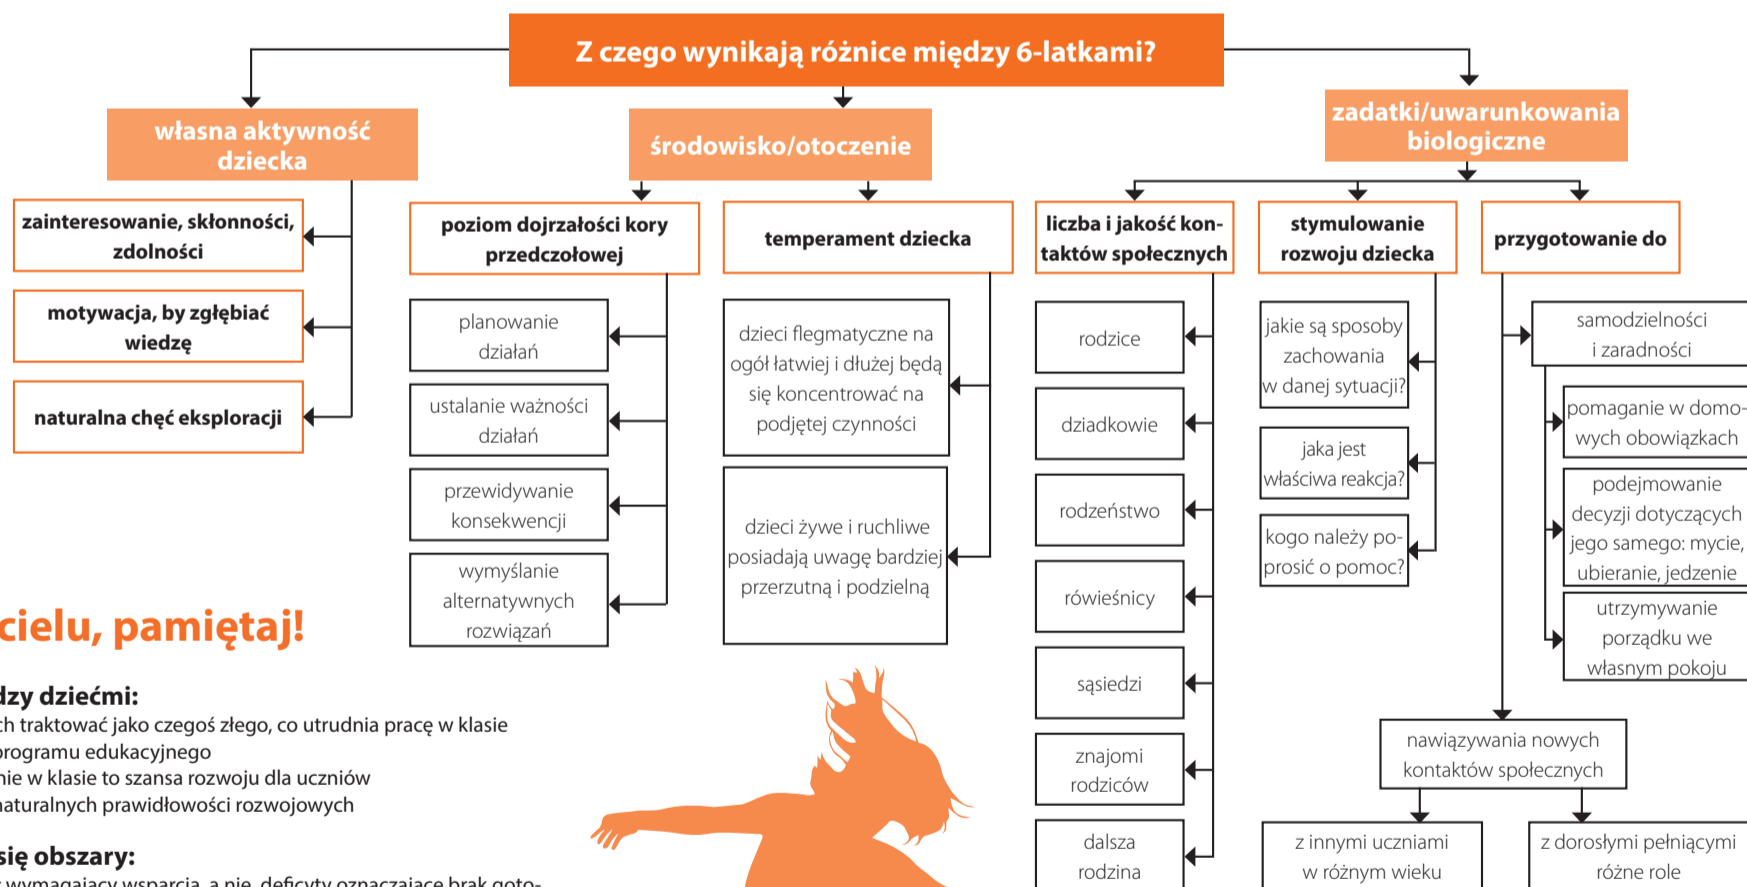 Z czego wynikają różnice między 6-latkami?
własna aktywność
dziecka
zainteresowanie, skłonności,
zdolności
motywacja, by zgłębiać
wiedzę
naturalna chęć eksploracji
środowisko/otoczenie
poziom dojrzałości kory
przedczołowej
planowanie
działań
ustalanie ważności
działań
przewidywanie
konsekwencji
wymyślanie
alternatywnych
rozwiązań
temperament dziecka
dzieci flegmatyczne na
ogół łatwiej i dłużej będą
się koncentrować na
podjętej czynności
dzieci żywe i ruchliwe
posiadają uwagę bardziej
przerzutną i podzielną
zadatki/uwarunkowania
biologiczne
liczba i jakość kon-
taktów społecznych
rodzice
dziadkowie
rodzeństwo
rówieśnicy
sąsiedzi
znajomi
rodziców
dalsza
rodzina
stymulowanie
rozwoju dziecka
jakie są sposoby
zachowania
w danej sytuacji?
jaka jest
właściwa reakcja?
kogo należy po-
prosić o pomoc?
przygotowanie do
samodzielności
i zaradności
pomaganie w domo-
wych obowiązkach
podejmowanie
decyzji dotyczących
jego samego: mycie,
ubieranie, jedzenie
utrzymywanie
porządku we
własnym pokoju
nawiązywania nowych
kontaktów społecznych
z innymi uczniami
w różnym wieku
z dorosłymi pełniącymi
różne role
cielu, pamiętaj!
dzy dziećmi:
ch traktować jako czegoś złego, co utrudnia pracę w klasie
programu edukacyjnego
nie w klasie to szansa rozwoju dla uczniów
naturalnych prawidłowości rozwojowych
się obszary:
wymagający wsparcia, a nie deficyty oznaczające brak goto-